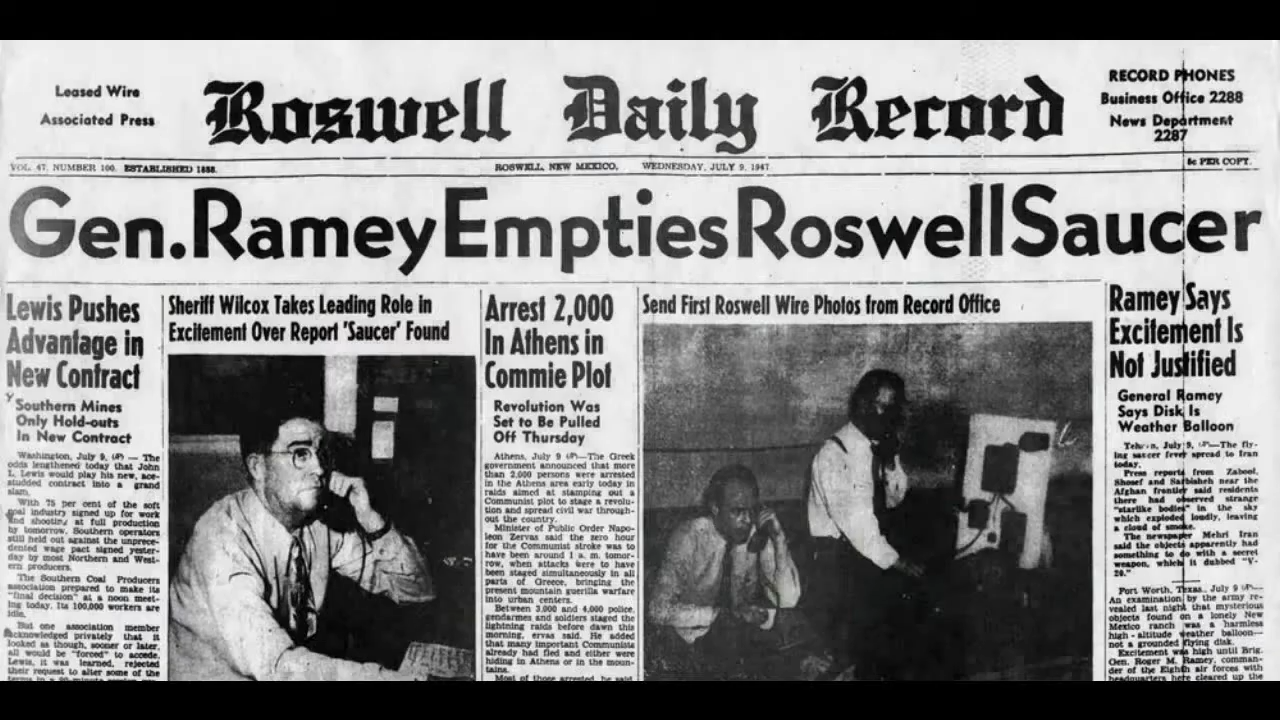 Leased Wire
Associated Press
Roswell Daily Record
RECORD PHONES
Business Office 2288
News Department
2287
VOL. 47, NUMBER 100. ESTABLISHED 1888.
ROSWELL, NEW MEXICO, WEDNESDAY, JULY 9, 1947
5c PER COPY.
Gen. Ramey Empties Roswell Saucer
Lewis Pushes
Advantage in
New Contract
Southern Mines
Only Hold-outs
In New Contract
Washington, July 9, (AP) — The
odds lengthened today that John
L. Lewis would play his new, ace-
studded contract into a grand
slam.
With 75 per cent of the soft
coal industry signed up for work
and shooting at full production
by tomorrow, Southern operators
still held out against the unprece-
dented wage pact signed yester-
day by most Northern and West-
ern producers.
The Southern Coal Producers
association prepared to make its
"final decision" at a noon meet-
ing today. Its 100,000 workers are
idle.
But one association member
acknowledged privately that it
looked as though, sooner or later,
all would be "forced" to accede.
Lewis, it was learned, rejected
their request to alter some of the
Sheriff Wilcox Takes Leading Role in
Excitement Over Report 'Saucer' Found
Arrest 2,000
In Athens in
Commie Plot
Revolution Was
Set to Be Pulled
Off Thursday
Athens, July 9 (AP)—The Greek
government announced that more
than 2,000 persons were arrested
in the Athens area early today in
raids aimed at stamping out a
Communist plot to stage a revolu-
tion and spread civil war through-
out the country.
Minister of Public Order Napo-
leon Zervas said the zero hour
for the Communist stroke was to
have been around 1 a. m. tomor-
row, when attacks were to have
been staged simultaneously in all
parts of Greece, bringing the
present mountain guerilla warfare
into urban centers.
Between 3,000 and 4,000 police,
gendarmes and soldiers staged the
lightning raids before dawn this
morning, ervas said. He added
that many important Communists
already had fled and either were
hiding in Athens or in the moun-
tains.
Most of those arrested, he said
Send First Roswell Wire Photos from Record Office
Ramey Says
Excitement Is
Not Justified
General Ramey
Says Disk Is
Weather Balloon
Tehran, July 9, (AP)—The fly-
ing saucer fever spread to Iran
today.
Press reports from Zabool,
Shosef and Sarbisheh near the
Afghan frontier said residents
there had observed strange
"starlike bodies" in the sky
which exploded loudly, leaving
a cloud of smoke.
The newspaper Mehri Iran
said the objects apparently had
something to do with a secret
weapon, which it dubbed "V-
20."
Fort Worth, Texas, July 9 (AP)—
An examination by the army re-
vealed last night that mysterious
objects found on a lonely New
Mexico ranch was a harmless
high - altitude weather balloon—
not a grounded flying disk.
Excitement was high until Brig.
Gen. Roger M. Ramey, comman-
der of the Eighth air forces with
headquarters here cleared up the